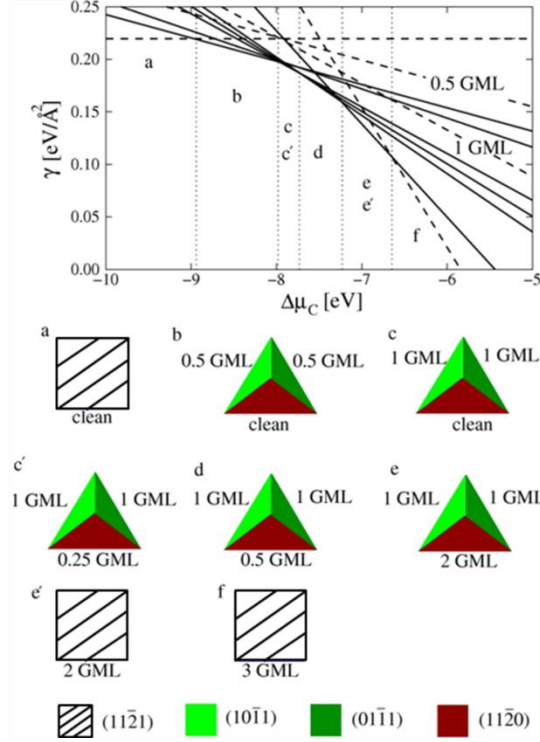 0.25
0.20
0.15
0.10
0.05
0.00
γ [eV/Å²]
-10
-9
-8
-7
-6
-5
Δμ_C [eV]
a
b
c
c′
d
e
e′
f
0.5 GML
1 GML
a
clean
b
0.5 GML 0.5 GML
clean
c
1 GML 1 GML
clean
c′
1 GML 1 GML
0.25 GML
d
1 GML 1 GML
0.5 GML
e
1 GML 1 GML
2 GML
e′
2 GML
f
3 GML
(112̄1) (101̄1) (011̄1) (112̄0)